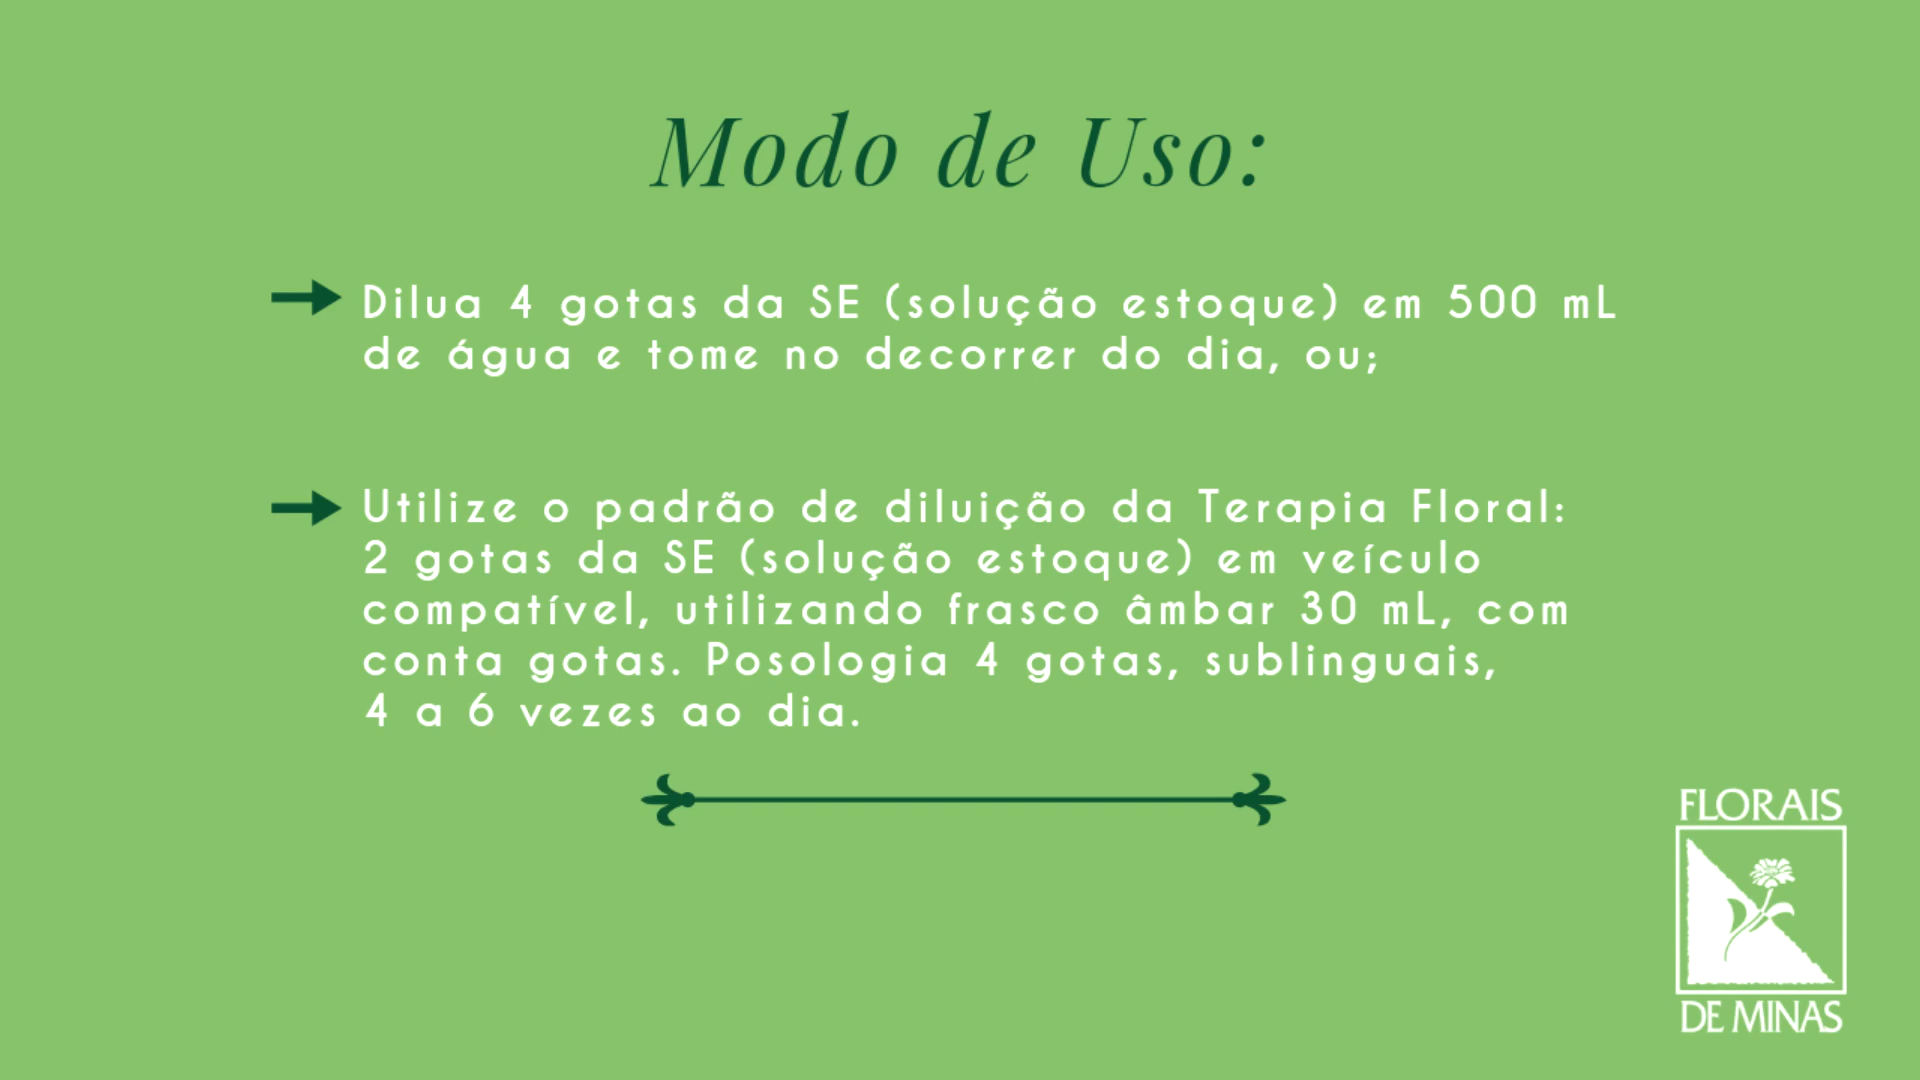 Modo de Uso:
Dilua 4 gotas da SE (solução estoque) em 500 mL
de água e tome no decorrer do dia, ou;
Utilize o padrão de diluição da Terapia Floral:
2 gotas da SE (solução estoque) em veículo
compatível, utilizando frasco âmbar 30 mL, com
conta gotas. Posologia 4 gotas, sublinguais,
4 a 6 vezes ao dia.
FLORAIS
DE MINAS